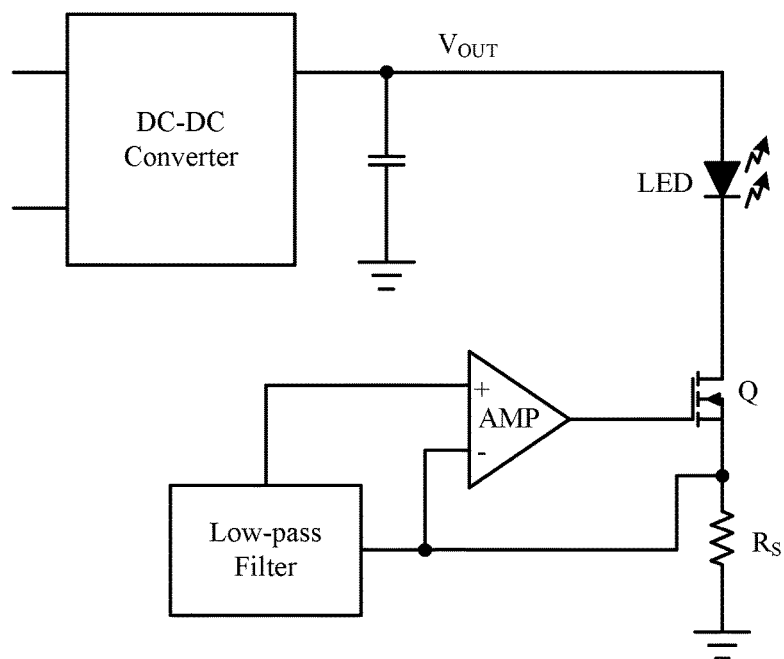 V_OUT
DC-DC
Converter
LED
Q
+
AMP
-
Low-pass
Filter
R_S